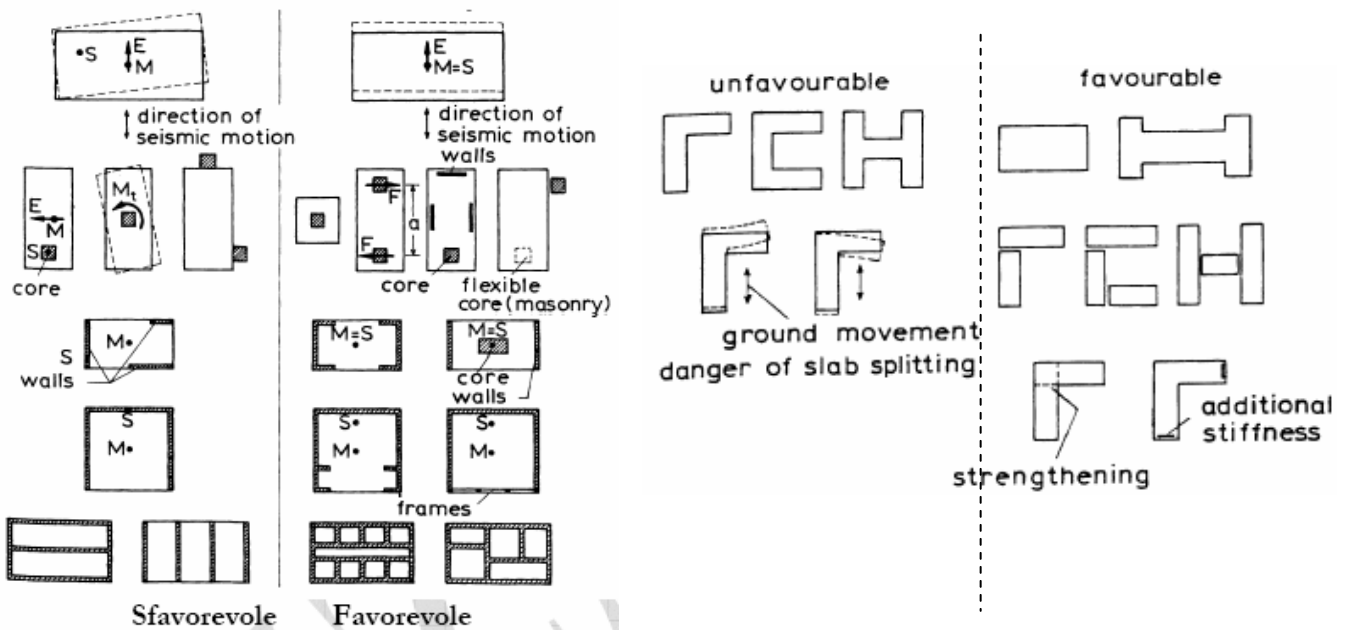 S
E
M
direction of
seismic motion
E
M
S
core
Mt
S
walls
M
S
M
Sfavorevole
E
M=S
direction of
seismic motion
walls
F
F
a
core
flexible
core(masonry)
M=S
M=S
core
walls
S
M
S
M
frames
Favorevole
unfavourable
ground movement
danger of slab splitting
favourable
additional
stiffness
strengthening